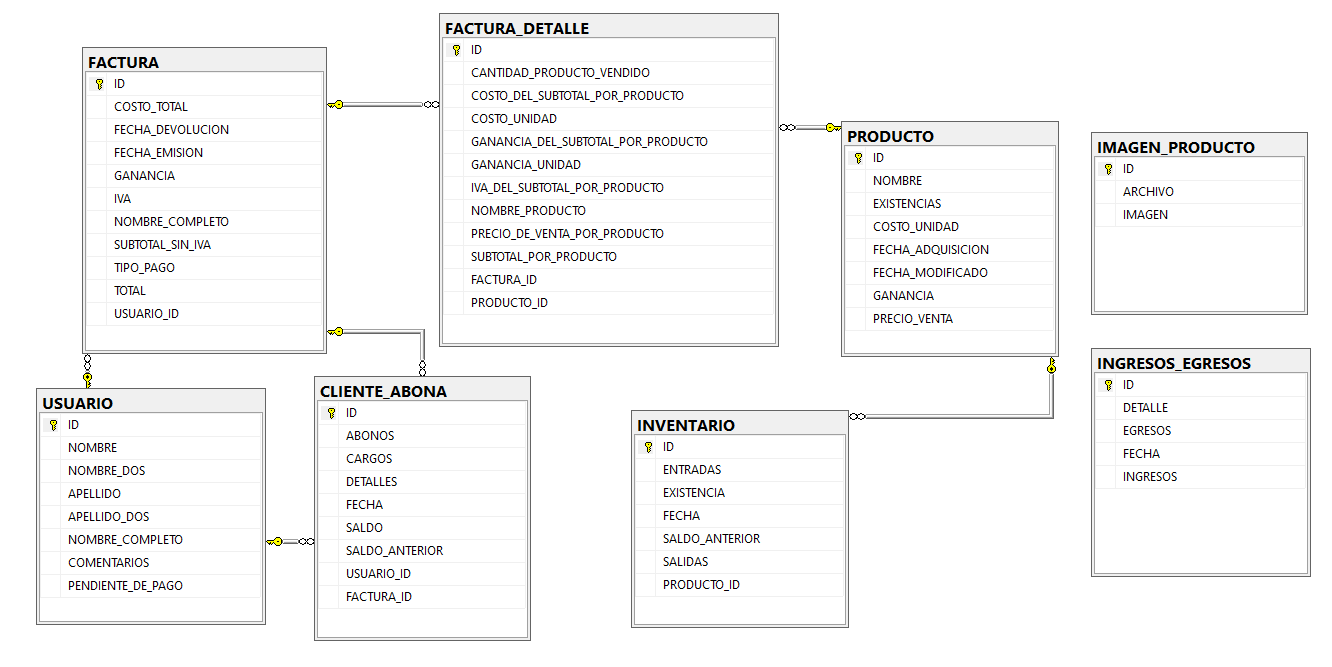 FACTURA
ID
COSTO_TOTAL
FECHA_DEVOLUCION
FECHA_EMISION
GANANCIA
IVA
NOMBRE_COMPLETO
SUBTOTAL_SIN_IVA
TIPO_PAGO
TOTAL
USUARIO_ID
FACTURA_DETALLE
ID
CANTIDAD_PRODUCTO_VENDIDO
COSTO_DEL_SUBTOTAL_POR_PRODUCTO
COSTO_UNIDAD
GANANCIA_DEL_SUBTOTAL_POR_PRODUCTO
GANANCIA_UNIDAD
IVA_DEL_SUBTOTAL_POR_PRODUCTO
NOMBRE_PRODUCTO
PRECIO_DE_VENTA_POR_PRODUCTO
SUBTOTAL_POR_PRODUCTO
FACTURA_ID
PRODUCTO_ID
PRODUCTO
ID
NOMBRE
EXISTENCIAS
COSTO_UNIDAD
FECHA_ADQUISICION
FECHA_MODIFICADO
GANANCIA
PRECIO_VENTA
IMAGEN_PRODUCTO
ID
ARCHIVO
IMAGEN
USUARIO
ID
NOMBRE
NOMBRE_DOS
APELLIDO
APELLIDO_DOS
NOMBRE_COMPLETO
COMENTARIOS
PENDIENTE_DE_PAGO
CLIENTE_ABONA
ID
ABONOS
CARGOS
DETALLES
FECHA
SALDO
SALDO_ANTERIOR
USUARIO_ID
FACTURA_ID
INVENTARIO
ID
ENTRADAS
EXISTENCIA
FECHA
SALDO_ANTERIOR
SALIDAS
PRODUCTO_ID
INGRESOS_EGRESOS
ID
DETALLE
EGRESOS
FECHA
INGRESOS